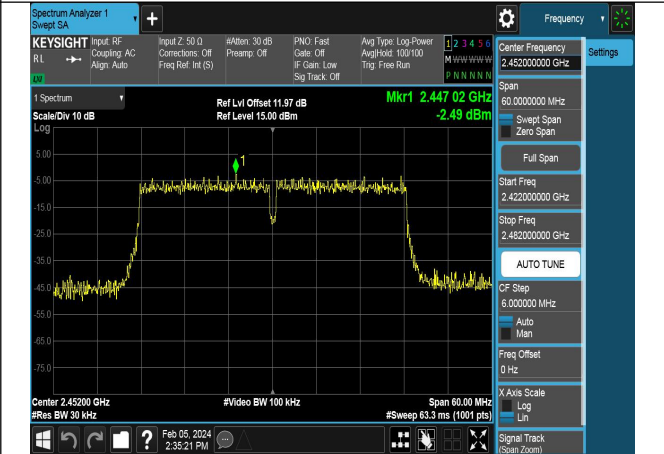 Spectrum Analyzer 1
Swept SA
+
Frequency
KEYSIGHT
RL
Input: RF
Coupling: AC
Align: Auto
Input Z: 50 Ω
Corrections: Off
Freq Ref: Int (S)
#Atten: 30 dB
Preamp: Off
PNO: Fast
Gate: Off
IF Gain: Low
Sig Track: Off
Avg Type: Log-Power
Avg|Hold: 100/100
Trig: Free Run
1 2 3 4 5 6
M W W W W W
P N N N N N
1 Spectrum
Scale/Div 10 dB
Log
Ref Lvl Offset 11.97 dB
Ref Level 15.00 dBm
Mkr1 2.447 02 GHz
-2.49 dBm
1
5.00
-5.00
-15.0
-25.0
-35.0
-45.0
-55.0
-65.0
-75.0
Center 2.45200 GHz
#Res BW 30 kHz
#Video BW 100 kHz
Span 60.00 MHz
#Sweep 63.3 ms (1001 pts)
?
Feb 05, 2024
2:35:21 PM
Center Frequency
2.452000000 GHz
Settings
Span
60.0000000 MHz
Swept Span
Zero Span
Full Span
Start Freq
2.422000000 GHz
Stop Freq
2.482000000 GHz
AUTO TUNE
CF Step
6.000000 MHz
Auto
Man
Freq Offset
0 Hz
X Axis Scale
Log
Lin
Signal Track
(Span Zoom)